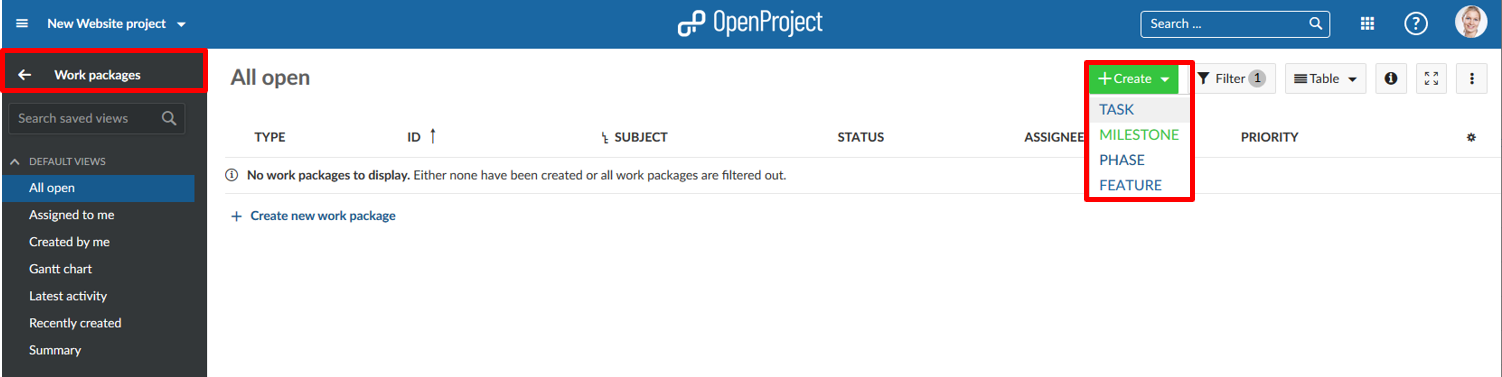 New Website project
OpenProject
Search ...
?
Work packages
All open
+ Create
Filter 1
Table
Search saved views
TASK
MILESTONE
PHASE
FEATURE
TYPE ID SUBJECT STATUS ASSIGNEE PRIORITY
DEFAULT VIEWS
No work packages to display. Either none have been created or all work packages are filtered out.
All open
Assigned to me
+ Create new work package
Created by me
Gantt chart
Latest activity
Recently created
Summary